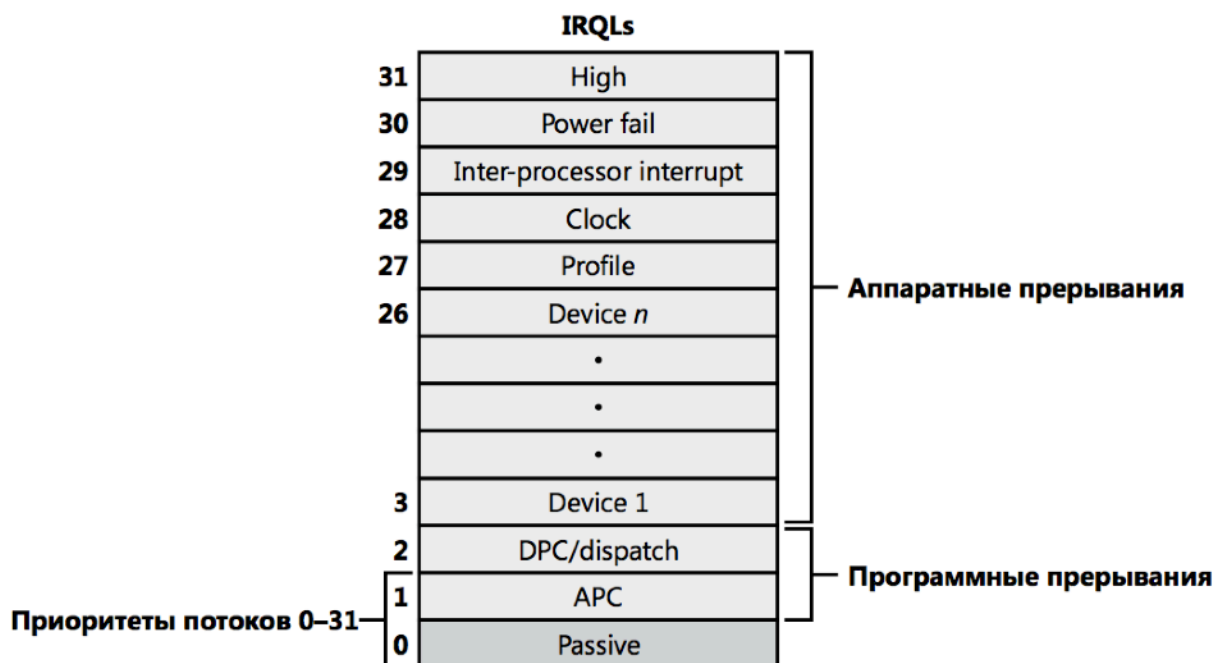 IRQLs
31 High
30 Power fail
29 Inter-processor interrupt
28 Clock
27 Profile
Аппаратные прерывания
26 Device n
•
•
•
3 Device 1
2 DPC/dispatch
Программные прерывания
1 APC
Приоритеты потоков 0–31
0 Passive